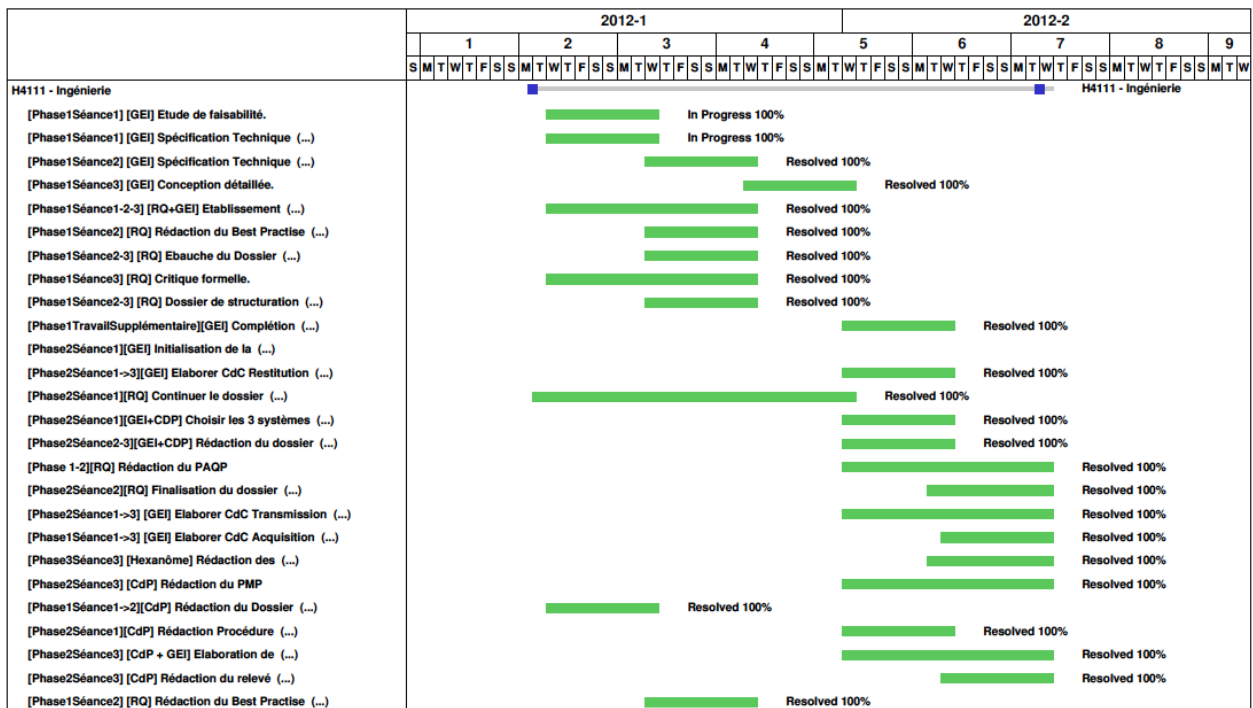 2012-1 2012-2
1 2 3 4 5 6 7 8 9
S M T W T F S S M T W T F S S M T W T F S S M T W T F S S M T W T F S S M T W T F S S M T W T F S S M T W T F S S M T W
H4111 - Ingénierie H4111 - Ingénierie
[Phase1Séance1] [GEI] Etude de faisabilité. In Progress 100%
[Phase1Séance1] [GEI] Spécification Technique (...) In Progress 100%
[Phase1Séance2] [GEI] Spécification Technique (...) Resolved 100%
[Phase1Séance3] [GEI] Conception détaillée. Resolved 100%
[Phase1Séance1-2-3] [RQ+GEI] Etablissement (...) Resolved 100%
[Phase1Séance2] [RQ] Rédaction du Best Practise (...) Resolved 100%
[Phase1Séance2-3] [RQ] Ebauche du Dossier (...) Resolved 100%
[Phase1Séance3] [RQ] Critique formelle. Resolved 100%
[Phase1Séance2-3] [RQ] Dossier de structuration (...) Resolved 100%
[Phase1TravailSupplémentaire][GEI] Complétion (...) Resolved 100%
[Phase2Séance1][GEI] Initialisation de la (...)
[Phase2Séance1->3][GEI] Elaborer CdC Restitution (...) Resolved 100%
[Phase2Séance1][RQ] Continuer le dossier (...) Resolved 100%
[Phase2Séance1][GEI+CDP] Choisir les 3 systèmes (...) Resolved 100%
[Phase2Séance2-3][GEI+CDP] Rédaction du dossier (...) Resolved 100%
[Phase 1-2][RQ] Rédaction du PAQP Resolved 100%
[Phase2Séance2][RQ] Finalisation du dossier (...) Resolved 100%
[Phase2Séance1->3] [GEI] Elaborer CdC Transmission (...) Resolved 100%
[Phase1Séance1->3] [GEI] Elaborer CdC Acquisition (...) Resolved 100%
[Phase3Séance3] [Hexanôme] Rédaction des (...) Resolved 100%
[Phase2Séance3] [CdP] Rédaction du PMP Resolved 100%
[Phase1Séance1->2][CdP] Rédaction du Dossier (...) Resolved 100%
[Phase2Séance1][CdP] Rédaction Procédure (...) Resolved 100%
[Phase2Séance3] [CdP + GEI] Elaboration de (...) Resolved 100%
[Phase2Séance3] [CdP] Rédaction du relevé (...) Resolved 100%
[Phase1Séance2] [RQ] Rédaction du Best Practise (...) Resolved 100%